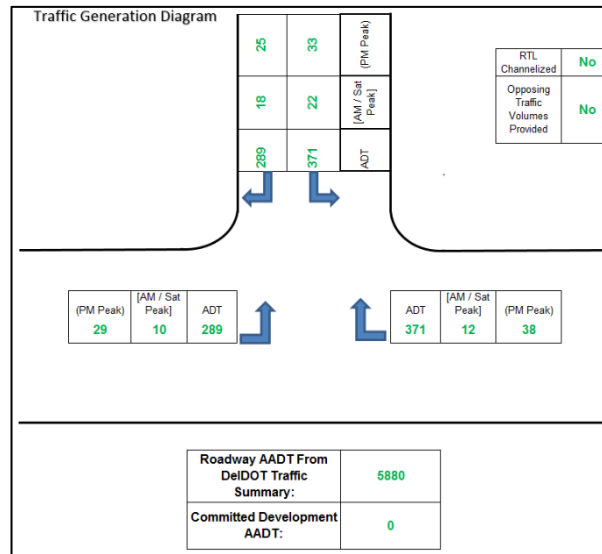 Traffic Generation Diagram
25 33 (PM Peak)
18 22 [AM / Sat
Peak]
289 371 ADT
RTL
Channelized No
Opposing
Traffic
Volumes
Provided No
(PM Peak) [AM / Sat
Peak] ADT
29 10 289
ADT [AM / Sat
Peak] (PM Peak)
371 12 38
Roadway AADT From
DelDOT Traffic
Summary: 5880
Committed Development
AADT: 0